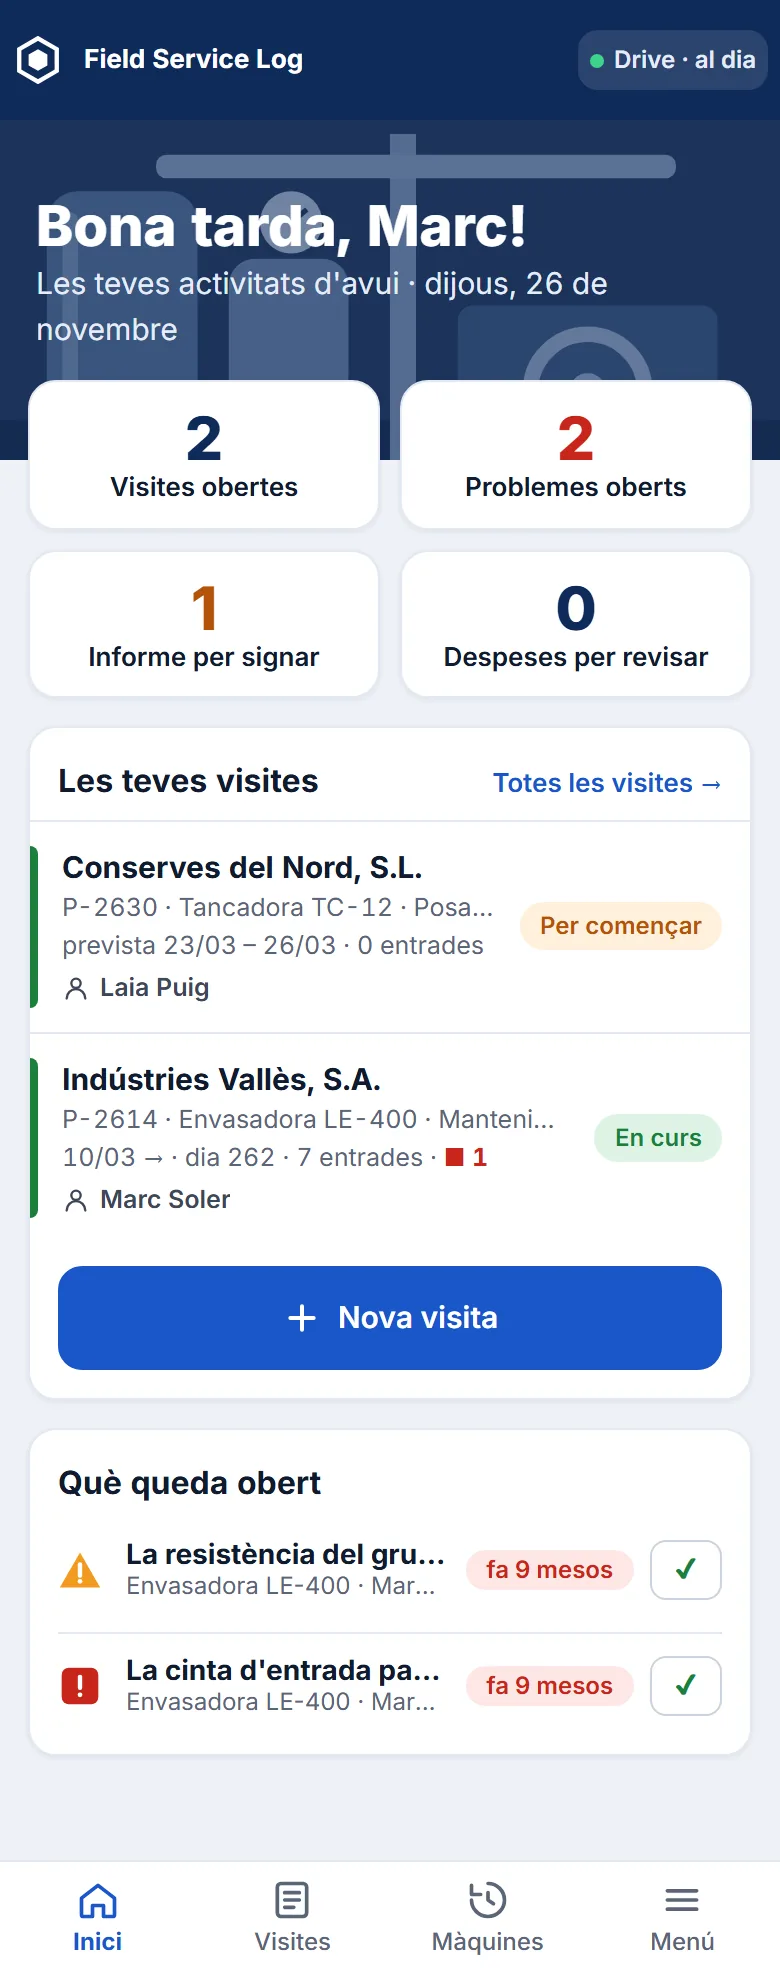 Field Service Log
Drive · al dia
Bona tarda, Marc!
Les teves activitats d'avui · dijous, 26 de
novembre
2
Visites obertes
2
Problemes oberts
1
Informe per signar
0
Despeses per revisar
Les teves visites
Totes les visites →
Conserves del Nord, S.L.
P-2630 · Tancadora TC-12 · Posa...
prevista 23/03 – 26/03 · 0 entrades
Laia Puig
Per començar
Indústries Vallès, S.A.
P-2614 · Envasadora LE-400 · Manteni...
10/03 → · dia 262 · 7 entrades · ■ 1
Marc Soler
En curs
+ Nova visita
Què queda obert
La resistència del gru...
Envasadora LE-400 · Mar...
fa 9 mesos
✓
La cinta d'entrada pa...
Envasadora LE-400 · Mar...
fa 9 mesos
✓
Inici
Visites
Màquines
Menú